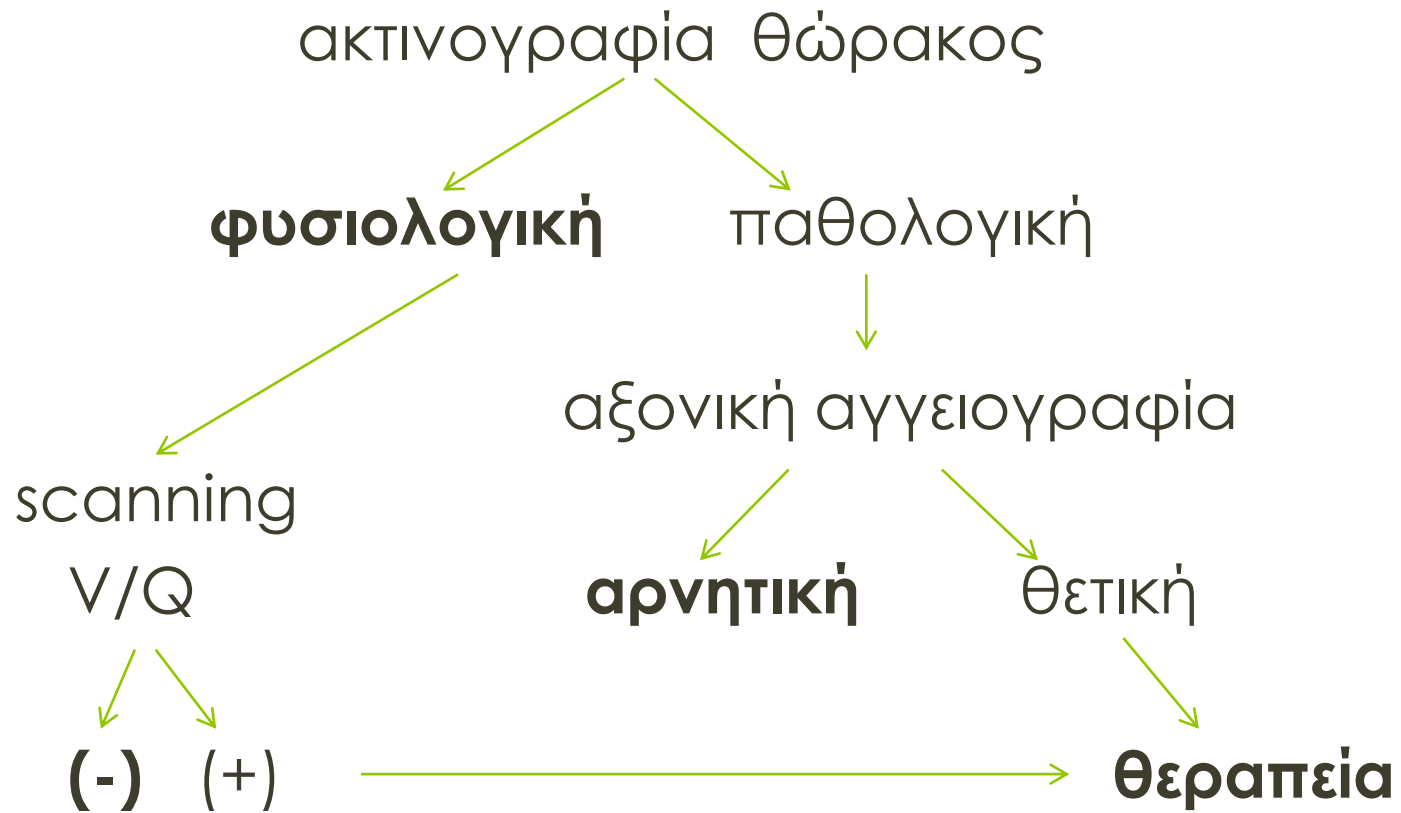 ακτινογραφία θώρακος
φυσιολογική παθολογική
αξονική αγγειογραφία
scanning
V/Q
αρνητική θετική
(-) (+) θεραπεία